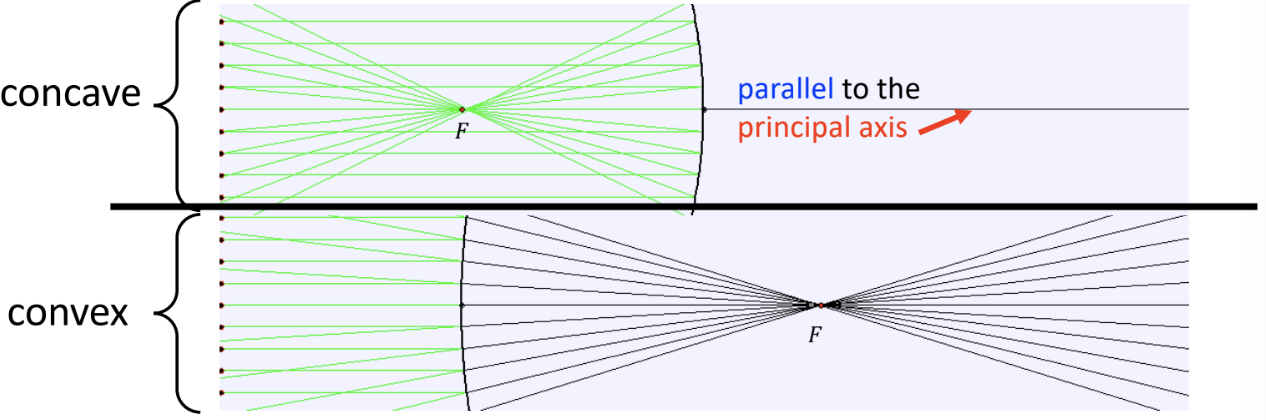 concave
parallel to the
principal axis
F
convex
F